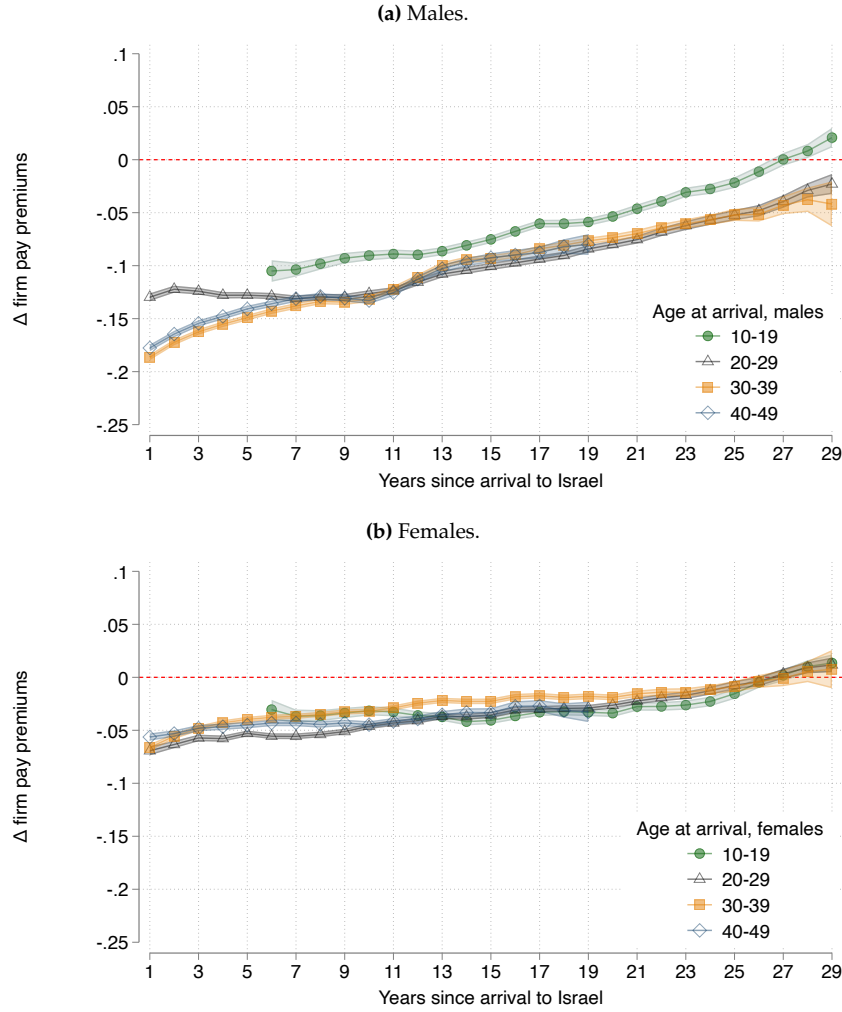 (a) Males.
Δ firm pay premiums
.1
.05
0
-.05
-.1
-.15
-.2
-.25
Age at arrival, males
10-19
20-29
30-39
40-49
1 3 5 7 9 11 13 15 17 19 21 23 25 27 29
Years since arrival to Israel
(b) Females.
Δ firm pay premiums
.1
.05
0
-.05
-.1
-.15
-.2
-.25
Age at arrival, females
10-19
20-29
30-39
40-49
1 3 5 7 9 11 13 15 17 19 21 23 25 27 29
Years since arrival to Israel